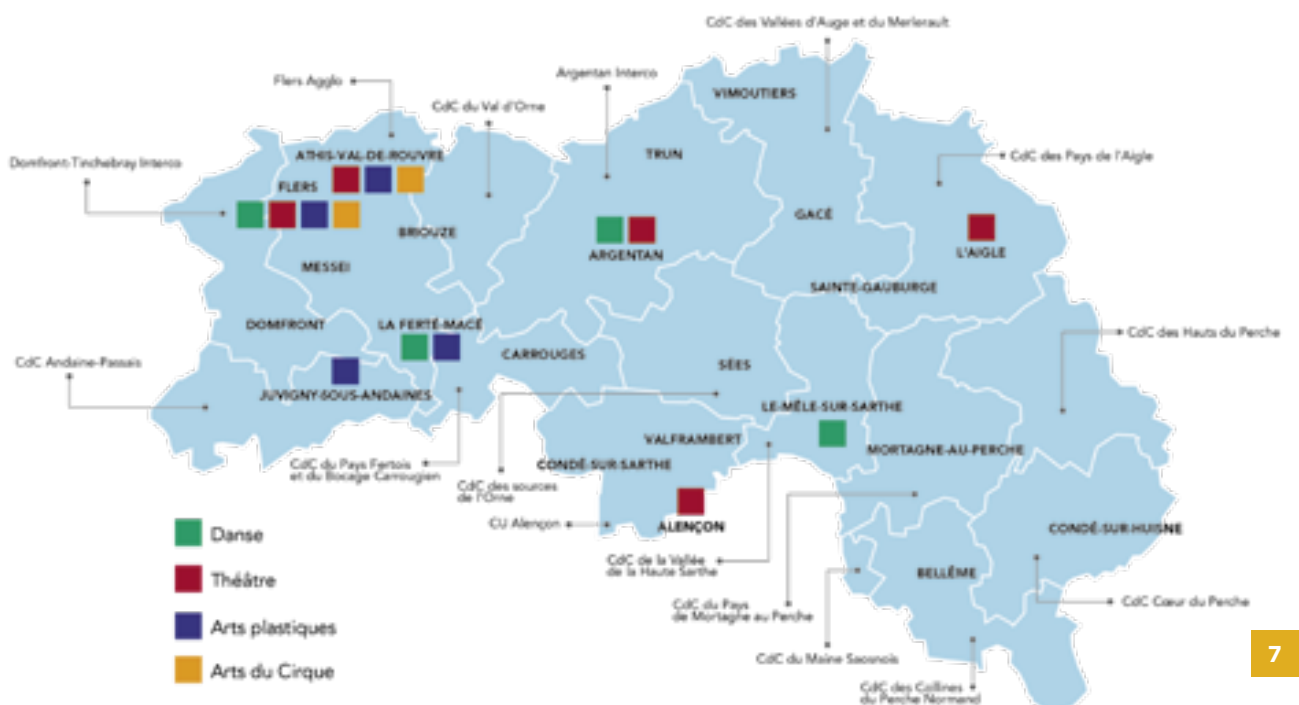 CdC des Vallées d'Auge et du Merlerault
Flers Agglo
Argentan Interco
CdC du Val d'Orne
VIMOUTIERS
Domfront-Tinchebray Interco
ATHIS-VAL-DE-ROUVRE
TRUN
CdC des Pays de l'Aigle
FLERS
GACÉ
BRIOUZE
ARGENTAN
L'AIGLE
MESSEI
SAINTE-GAUBURGE
DOMFRONT
LA FERTÉ-MACÉ
CdC des Hauts du Perche
CARROUGES
CdC Andaine-Passais
SÉES
JUVIGNY-SOUS-ANDAINES
LE-MÊLE-SUR-SARTHE
VALFRAMBERT
MORTAGNE-AU-PERCHE
CdC du Pays Fertois
et du Bocage Carrougien
CONDÉ-SUR-SARTHE
CdC des sources
de l'Orne
CU Alençon
ALENÇON
CONDÉ-SUR-HUISNE
CdC de la Vallée
de la Haute Sarthe
BELLÊME
CdC du Pays
de Mortagne au Perche
CdC Cœur du Perche
CdC du Maine Saosnois
CdC des Collines
du Perche Normand
Danse
Théâtre
Arts plastiques
Arts du Cirque
7